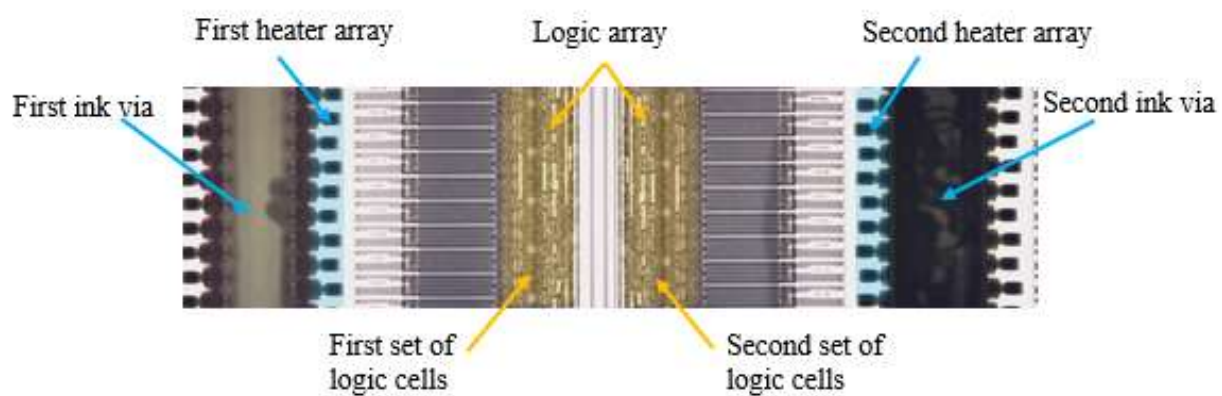 First heater array
Logic array
Second heater array
First ink via
Second ink via
First set of
logic cells
Second set of
logic cells